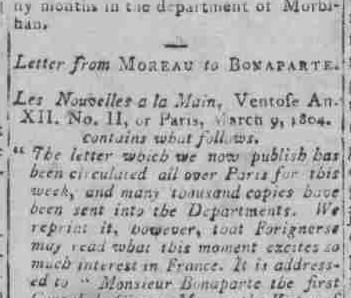 ny months in the department of Morbi-
han.
Letter from MOREAU to BONAPARTE.
Les Nouvelles a la Main, Ventose An.
XII. No. II, or Paris, March 9, 1804.
contains what follows.
“ The letter which we now publish has
been circulated all over Paris for this
week, and many tousand copies have
been sent into the Departments. We
reprint it, however, toat Forignerse
may read what this moment excites so
much interest in France. It is address-
ed to “ Monsieur Bonaparte the first